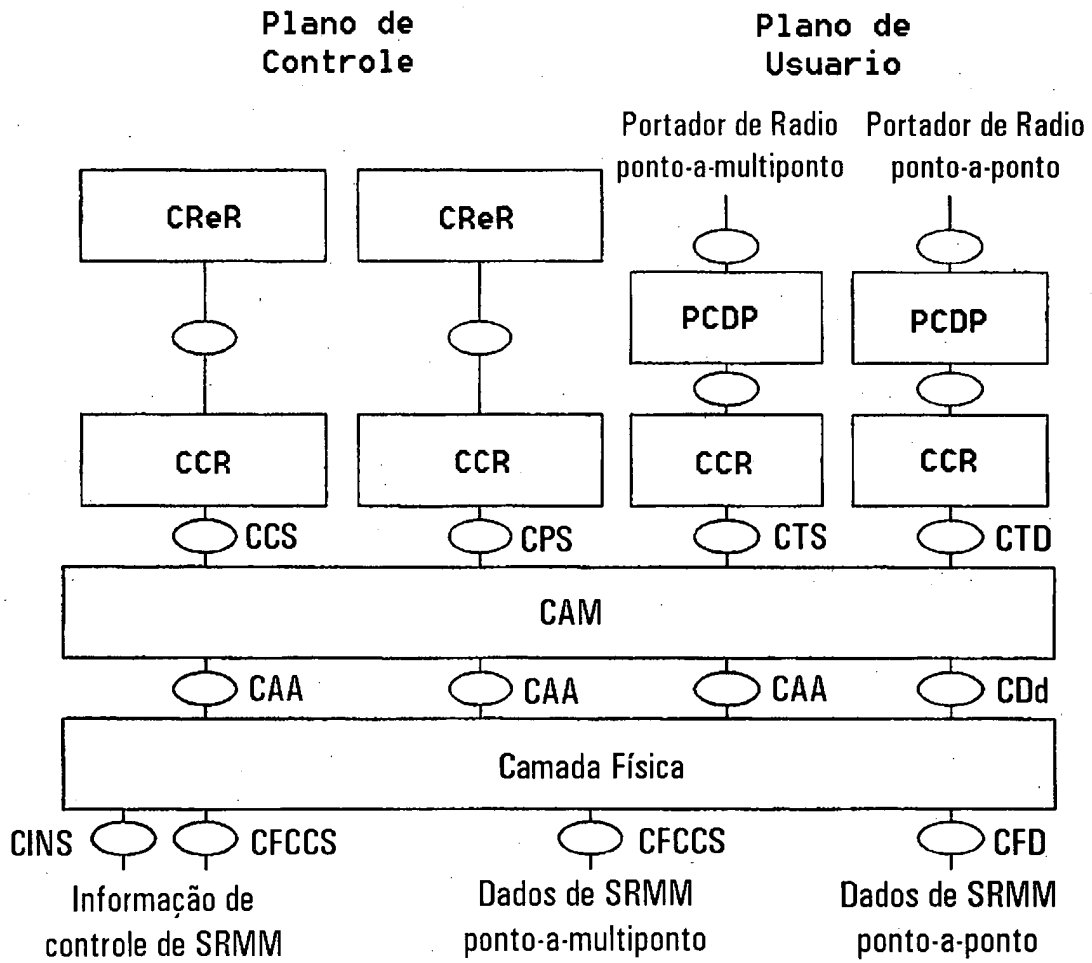 Plano de
Controle
Plano de
Usuario
Portador de Radio
ponto-a-multiponto
Portador de Radio
ponto-a-ponto
CReR
CReR
PCDP
PCDP
CCR
CCR
CCR
CCR
CCS
CPS
CTS
CTD
CAM
CAA
CAA
CAA
CDd
Camada Física
CINS
CFCCS
CFCCS
CFD
Informação de
controle de SRMM
Dados de SRMM
ponto-a-multiponto
Dados de SRMM
ponto-a-ponto